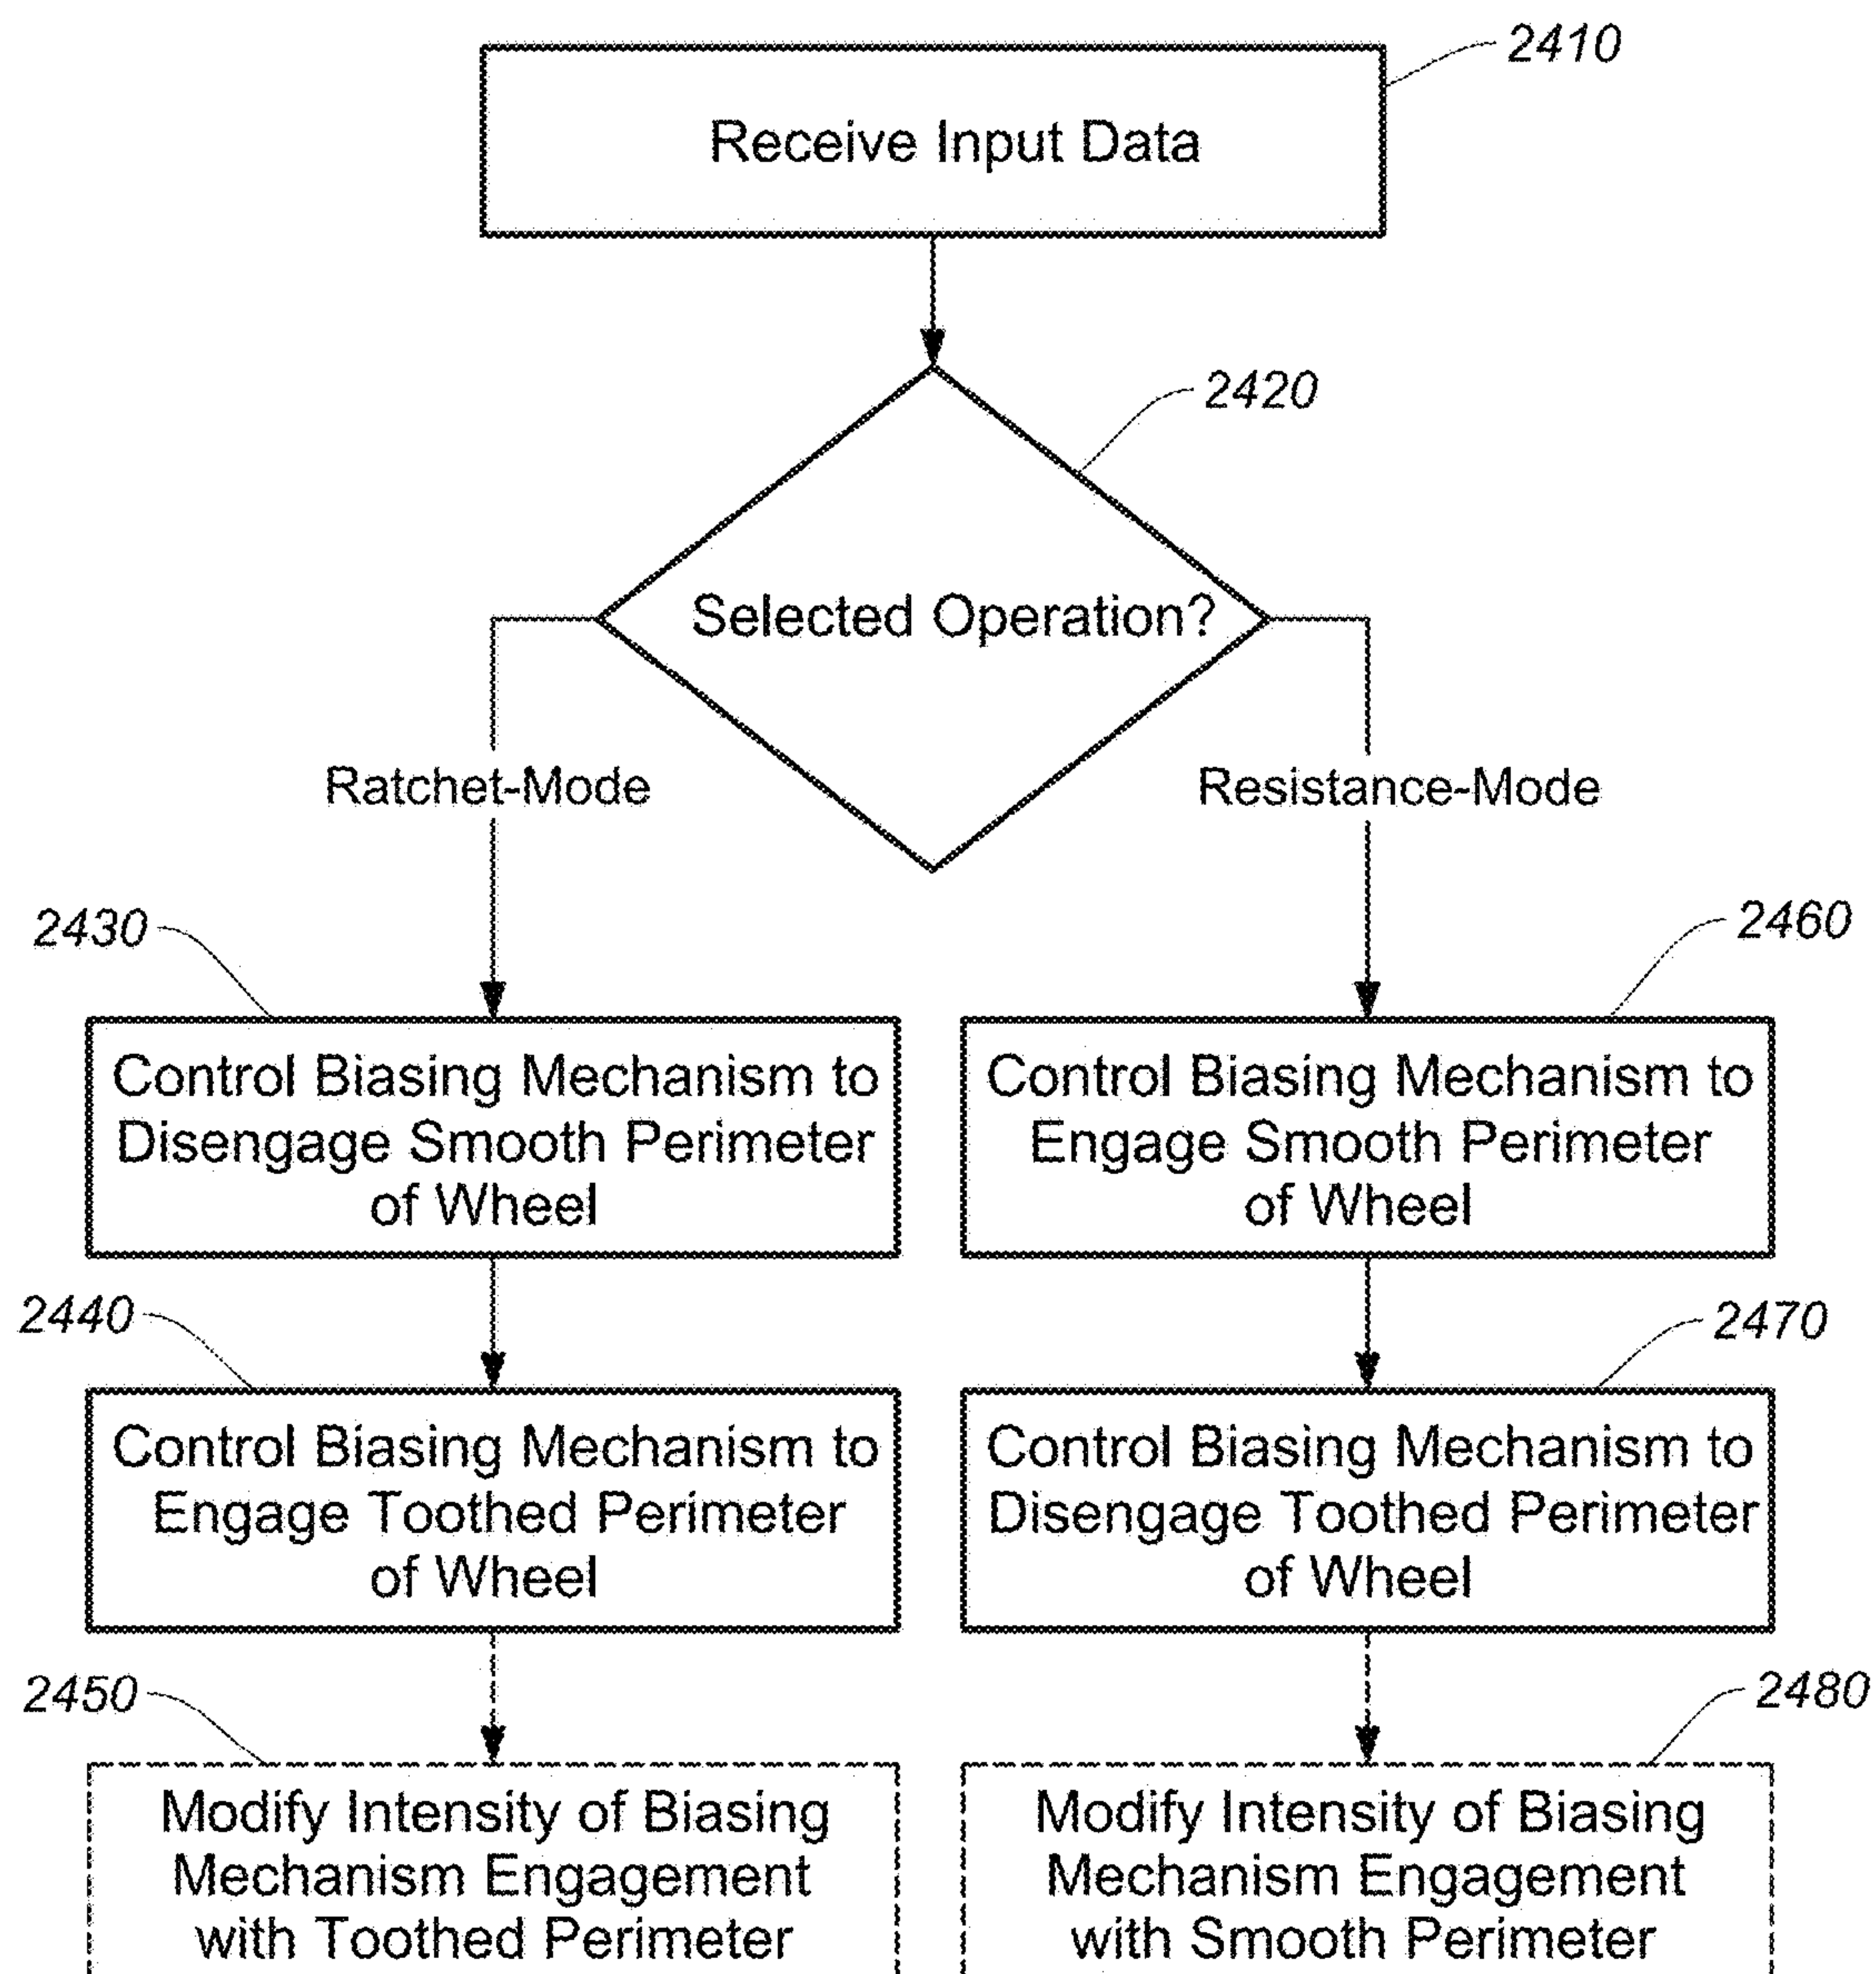 2410
Receive Input Data
2420
Selected Operation?
Ratchet-Mode
Resistance-Mode
2430
Control Biasing Mechanism to
Disengage Smooth Perimeter
of Wheel
2460
Control Biasing Mechanism to
Engage Smooth Perimeter
of Wheel
2440
Control Biasing Mechanism to
Engage Toothed Perimeter
of Wheel
2470
Control Biasing Mechanism to
Disengage Toothed Perimeter
of Wheel
2450
Modify Intensity of Biasing
Mechanism Engagement
with Toothed Perimeter
2480
Modify Intensity of Biasing
Mechanism Engagement
with Smooth Perimeter